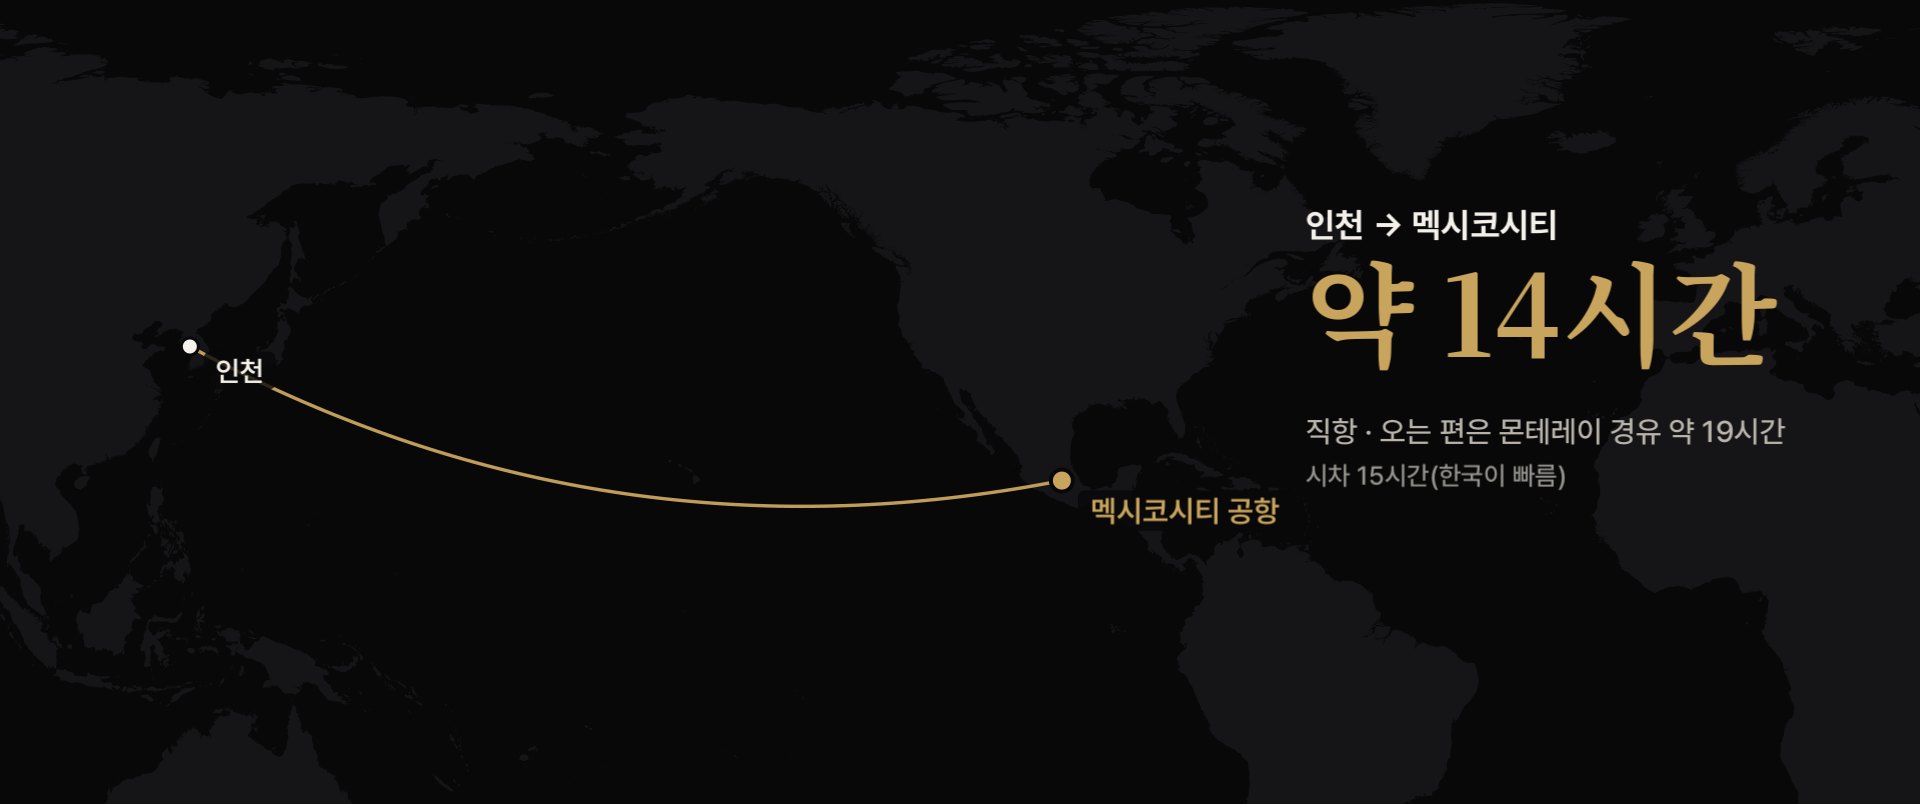 인천 → 멕시코시티
약 14시간
직항 · 오는 편은 몬테레이 경유 약 19시간
시차 15시간(한국이 빠름)
인천
멕시코시티 공항